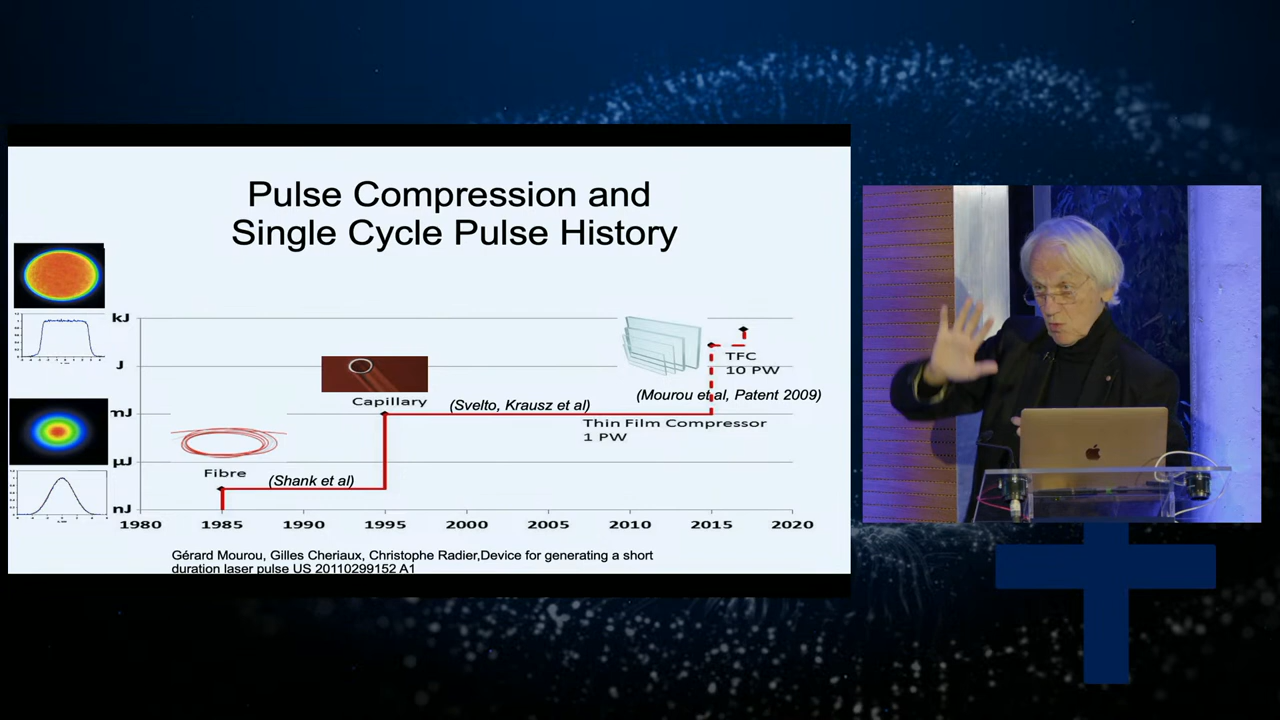 Pulse Compression and
Single Cycle Pulse History
kJ
J
TFC
10 PW
(Mourou et al, Patent 2009)
Capillary
(Svelto, Krausz et al)
mJ
Thin Film Compressor
1 PW
µJ
Fibre
(Shank et al)
nJ
1980 1985 1990 1995 2000 2005 2010 2015 2020
Gérard Mourou, Gilles Cheriaux, Christophe Radier,Device for generating a short
duration laser pulse US 20110299152 A1